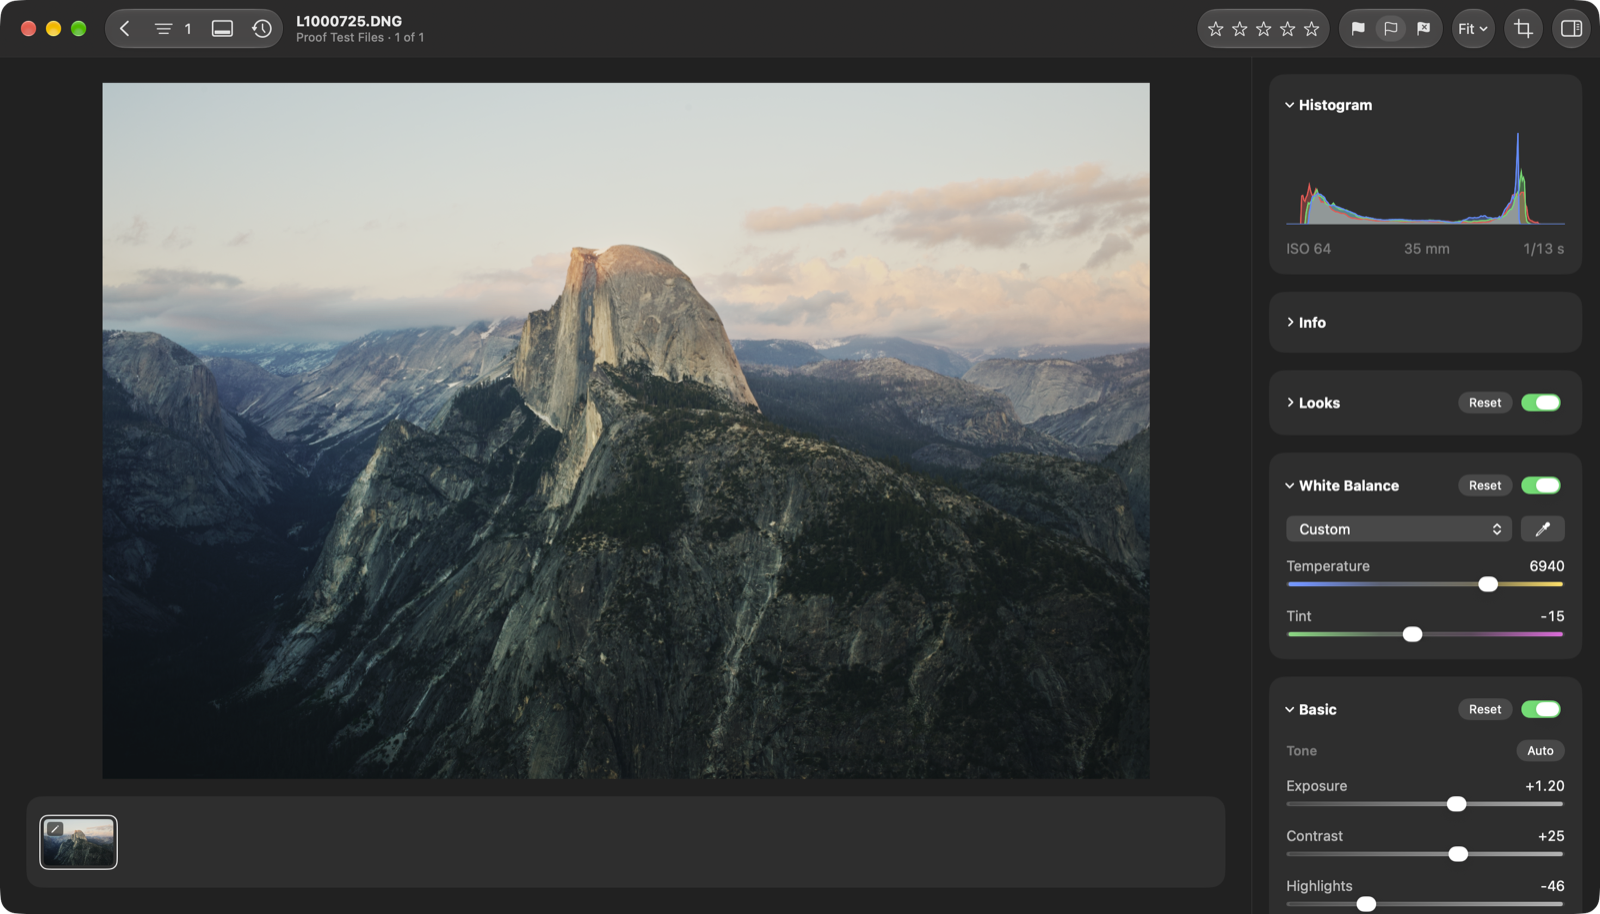 1
L1000725.DNG
Proof Test Files · 1 of 1
Fit
Histogram
ISO 64 35 mm 1/13 s
Info
Looks Reset
White Balance Reset
Custom
Temperature 6940
Tint -15
Basic Reset
Tone Auto
Exposure +1.20
Contrast +25
Highlights -46